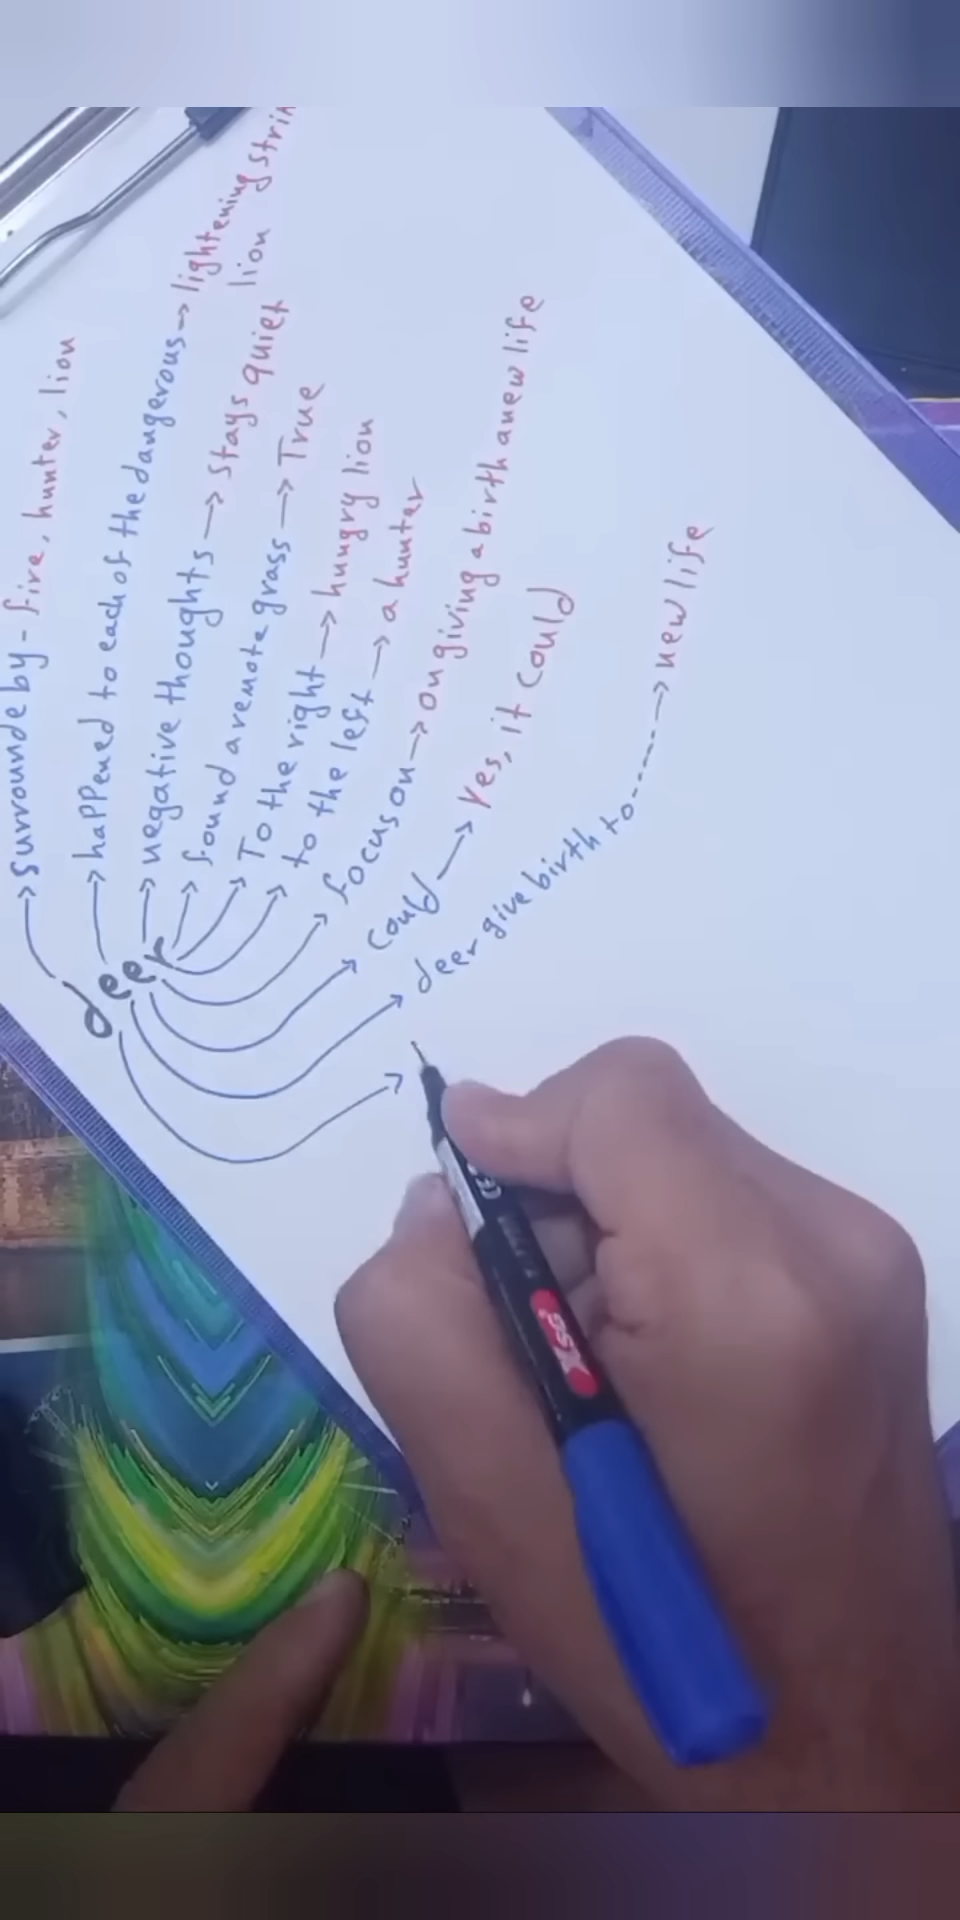 surrounde by - fire, hunter, lion
happened to each of the dangerous → lightening strin
lion
negative thoughts → stays quiet
found a remote grass → True
To the right → hungry lion
to the left → a hunter
focus on → on giving a birth a new life
Could → Yes, it could
deer give birth to ------→ new life
deer